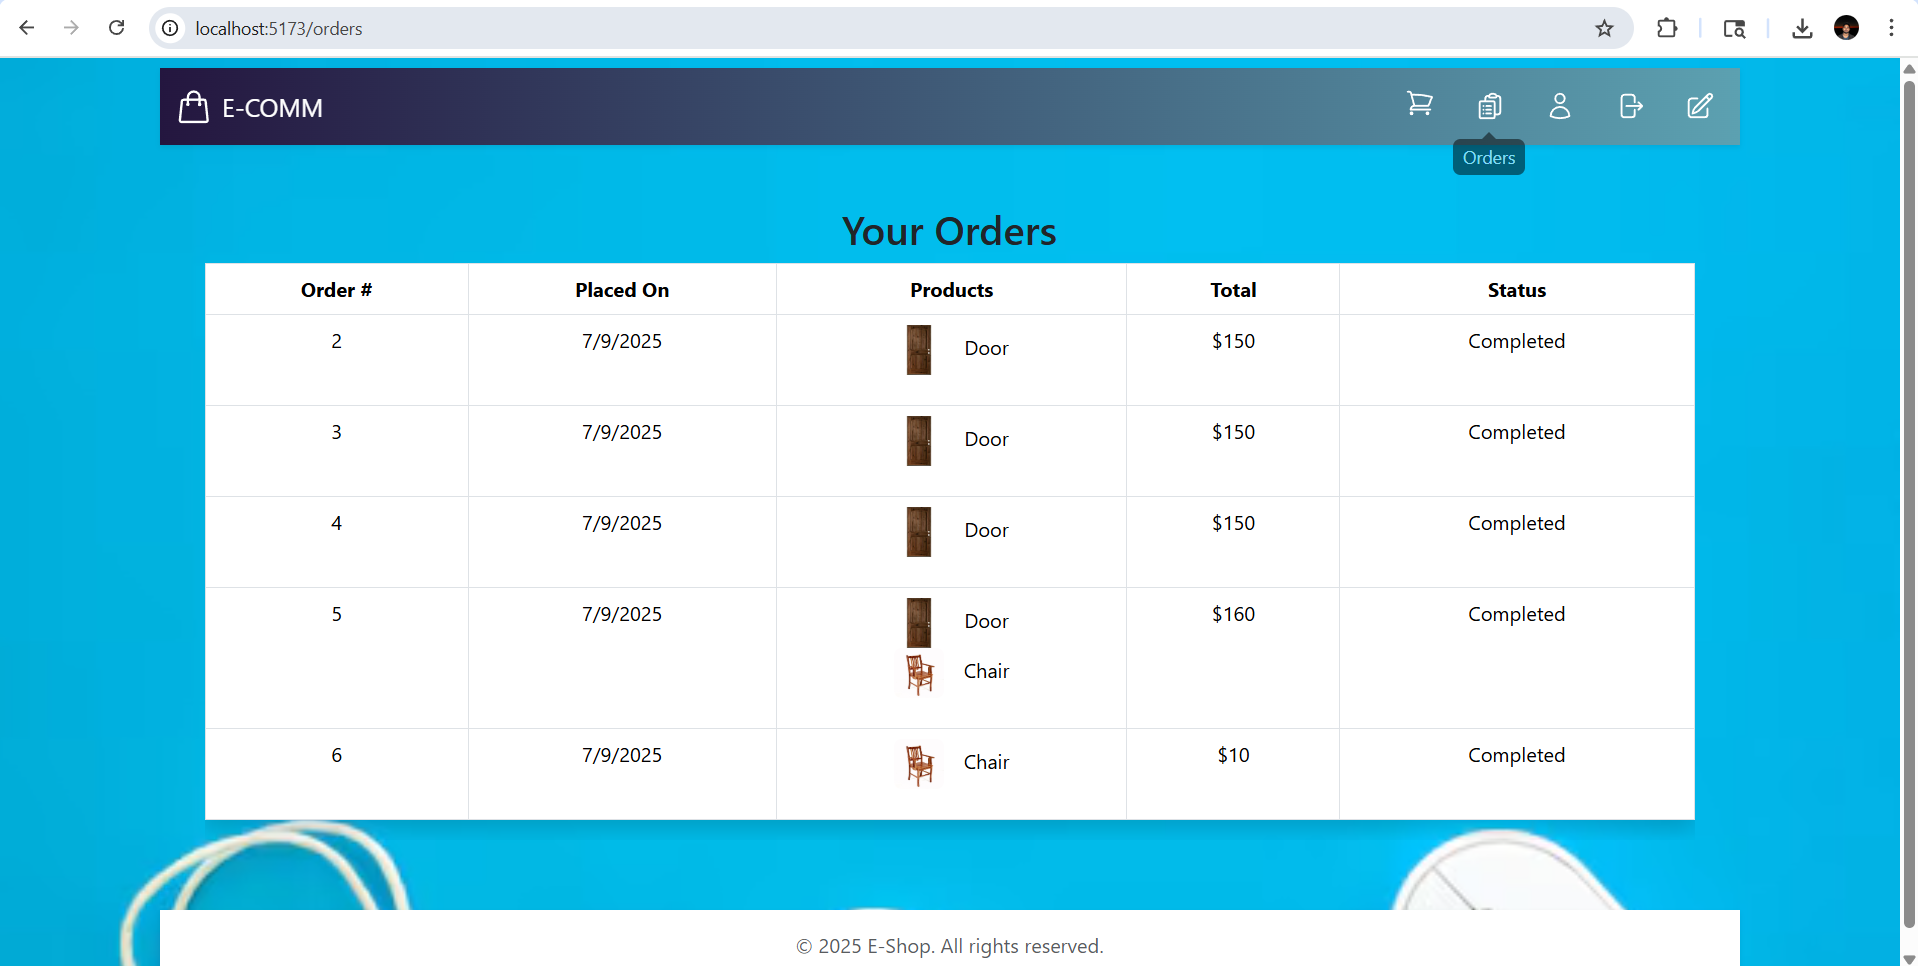 localhost:5173/orders
E-COMM
Orders
Your Orders
Order # Placed On Products Total Status
2 7/9/2025 Door $150 Completed
3 7/9/2025 Door $150 Completed
4 7/9/2025 Door $150 Completed
5 7/9/2025 Door $160 Completed
Chair
6 7/9/2025 Chair $10 Completed
© 2025 E-Shop. All rights reserved.